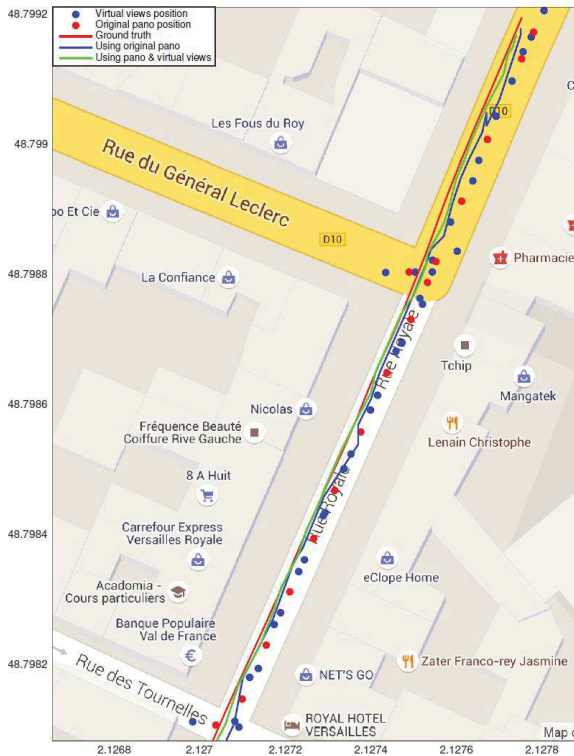 48.7992
Virtual views position
Original pano position
Ground truth
Using original pano
Using pano & virtual views
D10
Les Fous du Roy
48.799
Rue du Général Leclerc
oo Et Cie
D10
Pharmacie
48.7988
La Confiance
Rue Royale
Tchip
Mangatek
48.7986
Nicolas
Fréquence Beauté
Coiffure Rive Gauche
Lenain Christophe
8 A Huit
Rue Royale
48.7984
Carrefour Express
Versailles Royale
eClope Home
Acadomia -
Cours particuliers
Banque Populaire
Val de France
€
48.7982
Zater Franco-rey Jasmine
NET'S GO
Rue des Tournelles
ROYAL HOTEL
VERSAILLES
Map
2.1268
2.127
2.1272
2.1274
2.1276
2.1278